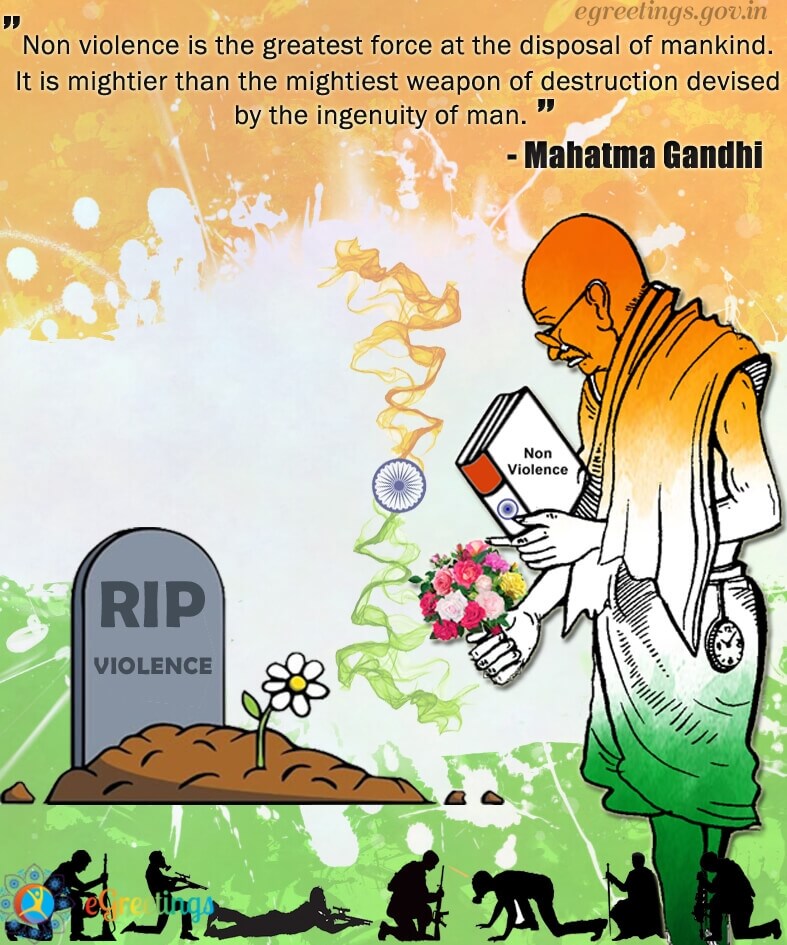 egreetings.gov.in
" Non violence is the greatest force at the disposal of mankind.
It is mightier than the mightiest weapon of destruction devised
by the ingenuity of man. "
- Mahatma Gandhi
Non
Violence
RIP
VIOLENCE
eGreetings